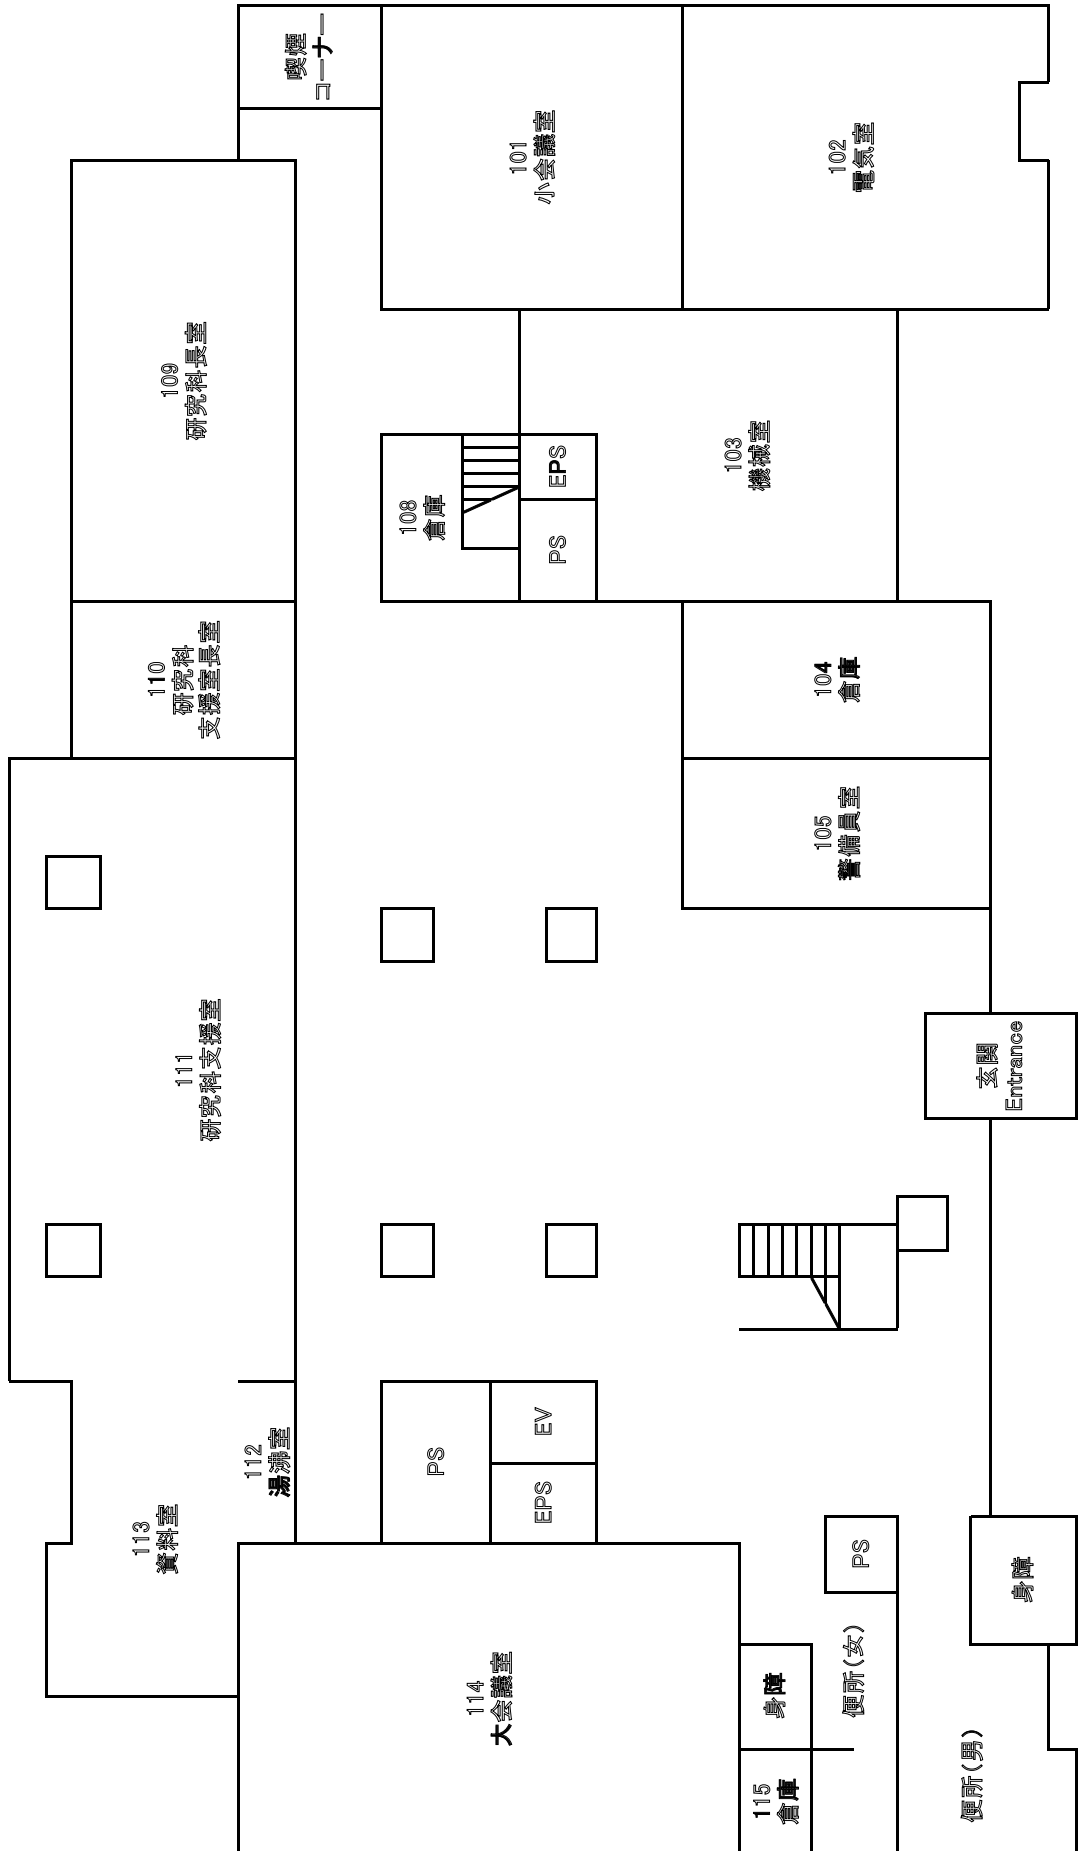 喫煙
コーナー
101
小会議室
102
電気室
109
研究科長室
103
機械室
108
倉庫
EPS
PS
110
研究科
支援室長室
104
倉庫
105
警備員室
111
研究科支援室
玄関
Entrance
112
湯沸室
PS
EV
EPS
113
資料室
PS
身障
114
大会議室
身障
便所(女)
115
倉庫
便所(男)